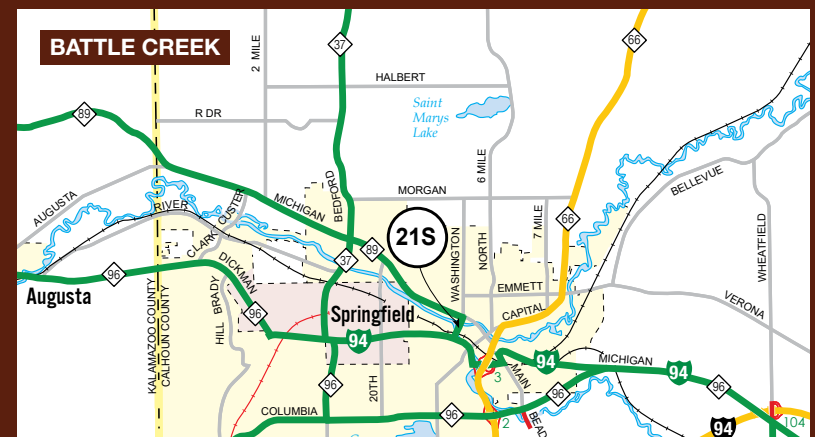 BATTLE CREEK
2 MILE
37
66
HALBERT
89
R DR
Saint
Marys
Lake
6 MILE
BELLEVUE
MORGAN
AUGUSTA
RIVER
CUSTER
CLARK
MICHIGAN
BEDFORD
21S
WASHINGTON
NORTH
7 MILE
66
WHEATFIELD
89
37
96
DICKMAN
EMMETT
VERONA
Augusta
KALAMAZOO COUNTY
CALHOUN COUNTY
HILL BRADY
96
Springfield
CAPITAL
94
20TH
3
MAIN
94
MICHIGAN
94
96
96
96
COLUMBIA
96
2
BEAD
94
104